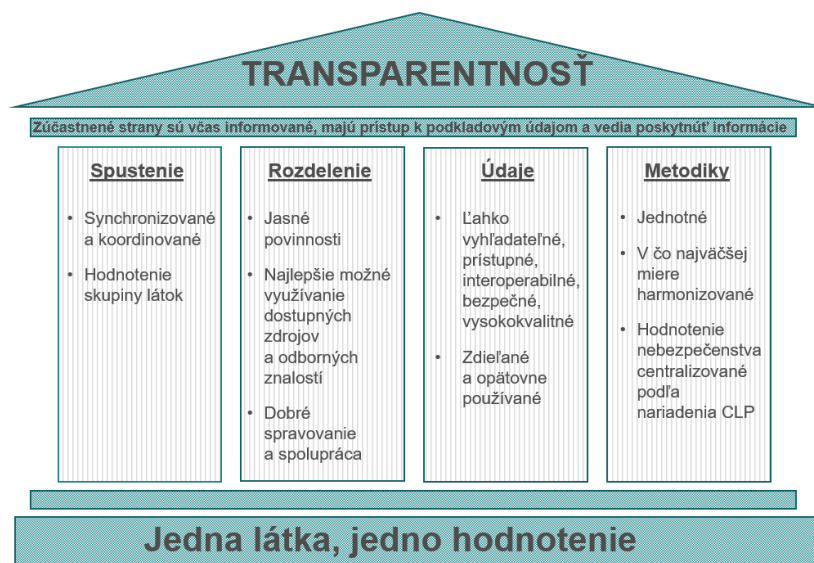 TRANSPARENTNOSŤ
Zúčastnené strany sú včas informované, majú prístup k podkladovým údajom a vedia poskytnúť informácie
Spustenie
• Synchronizované
a koordinované
• Hodnotenie
skupiny látok
Rozdelenie
• Jasné
povinnosti
• Najlepšie možné
využívanie
dostupných
zdrojov
a odborných
znalostí
• Dobré
spravovanie
a spolupráca
Údaje
• Ľahko
vyhľadateľné,
prístupné,
interoperabilné,
bezpečné,
vysokokvalitné
• Zdieľané
a opätovne
používané
Metodiky
• Jednotné
• V čo najväčšej
miere
harmonizované
• Hodnotenie
nebezpečenstva
centralizované
podľa
nariadenia CLP
Jedna látka, jedno hodnotenie